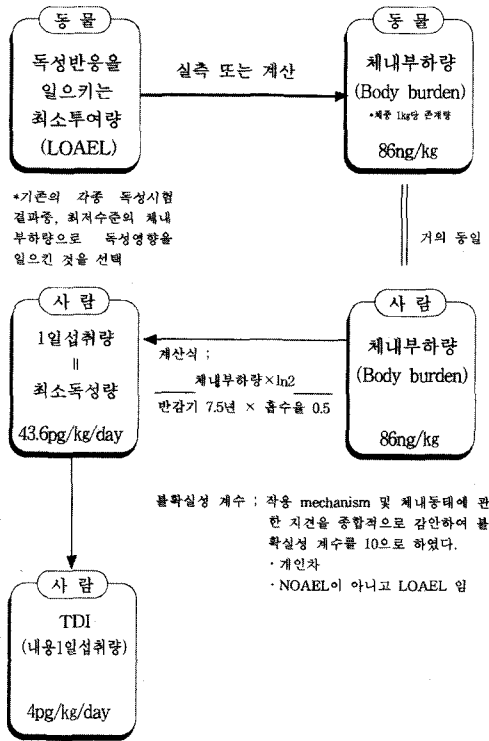 동 물
독성반응을
일으키는
최소투여량
(LOAEL)
실측 또는 계산
동 물
체내부하량
(Body burden)
*체중 1kg당 존재량
86ng/kg
*기존의 각종 독성시험
결과중, 최저수준의 체내
부하량으로 독성영향을
일으킨 것을 선택
거의 동일
사 람
1일섭취량
॥
최소독성량
43.6pg/kg/day
계산식 ;
체내부하량×ln2
반감기 7.5년 × 흡수율 0.5
사 람
체내부하량
(Body burden)
86ng/kg
불확실성 계수 ; 작용 mechanism 및 체내동태에 관
한 지견을 종합적으로 감안하여 불
확실성 계수를 10으로 하였다.
· 개인차
· NOAEL이 아니고 LOAEL 임
사 람
TDI
(내용1일섭취량)
4pg/kg/day